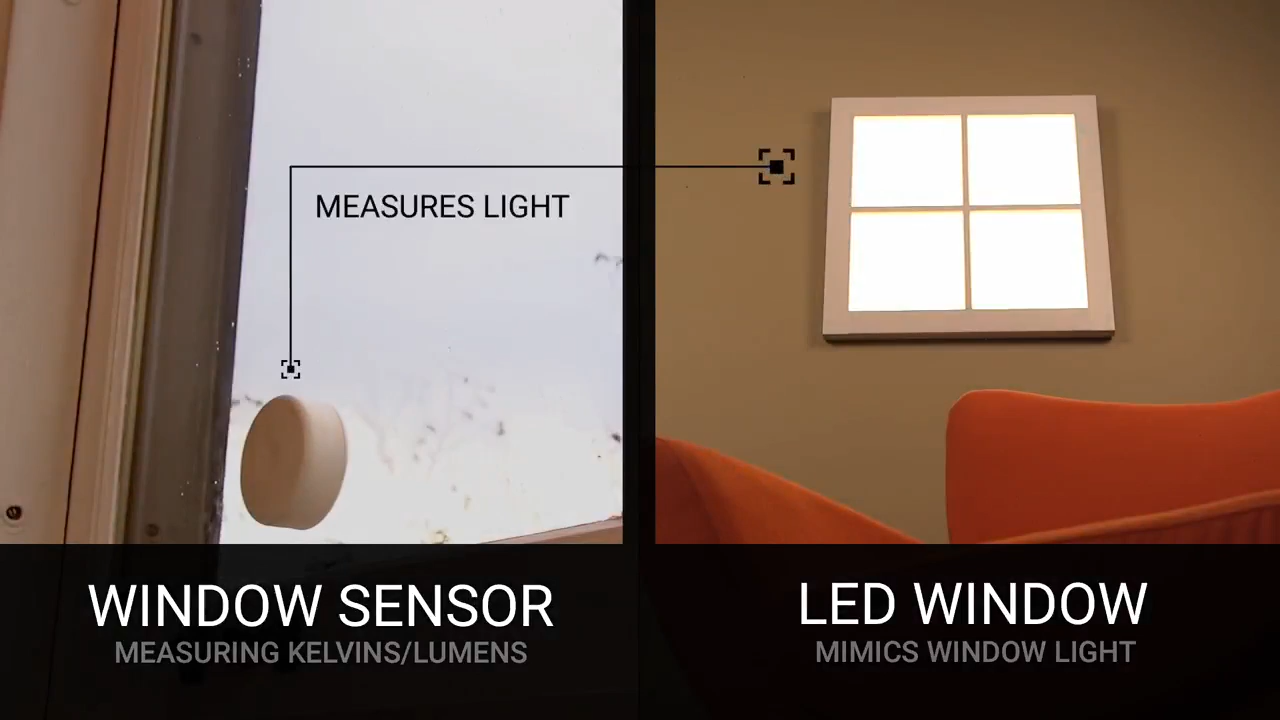 MEASURES LIGHT
WINDOW SENSOR
MEASURING KELVINS/LUMENS
LED WINDOW
MIMICS WINDOW LIGHT